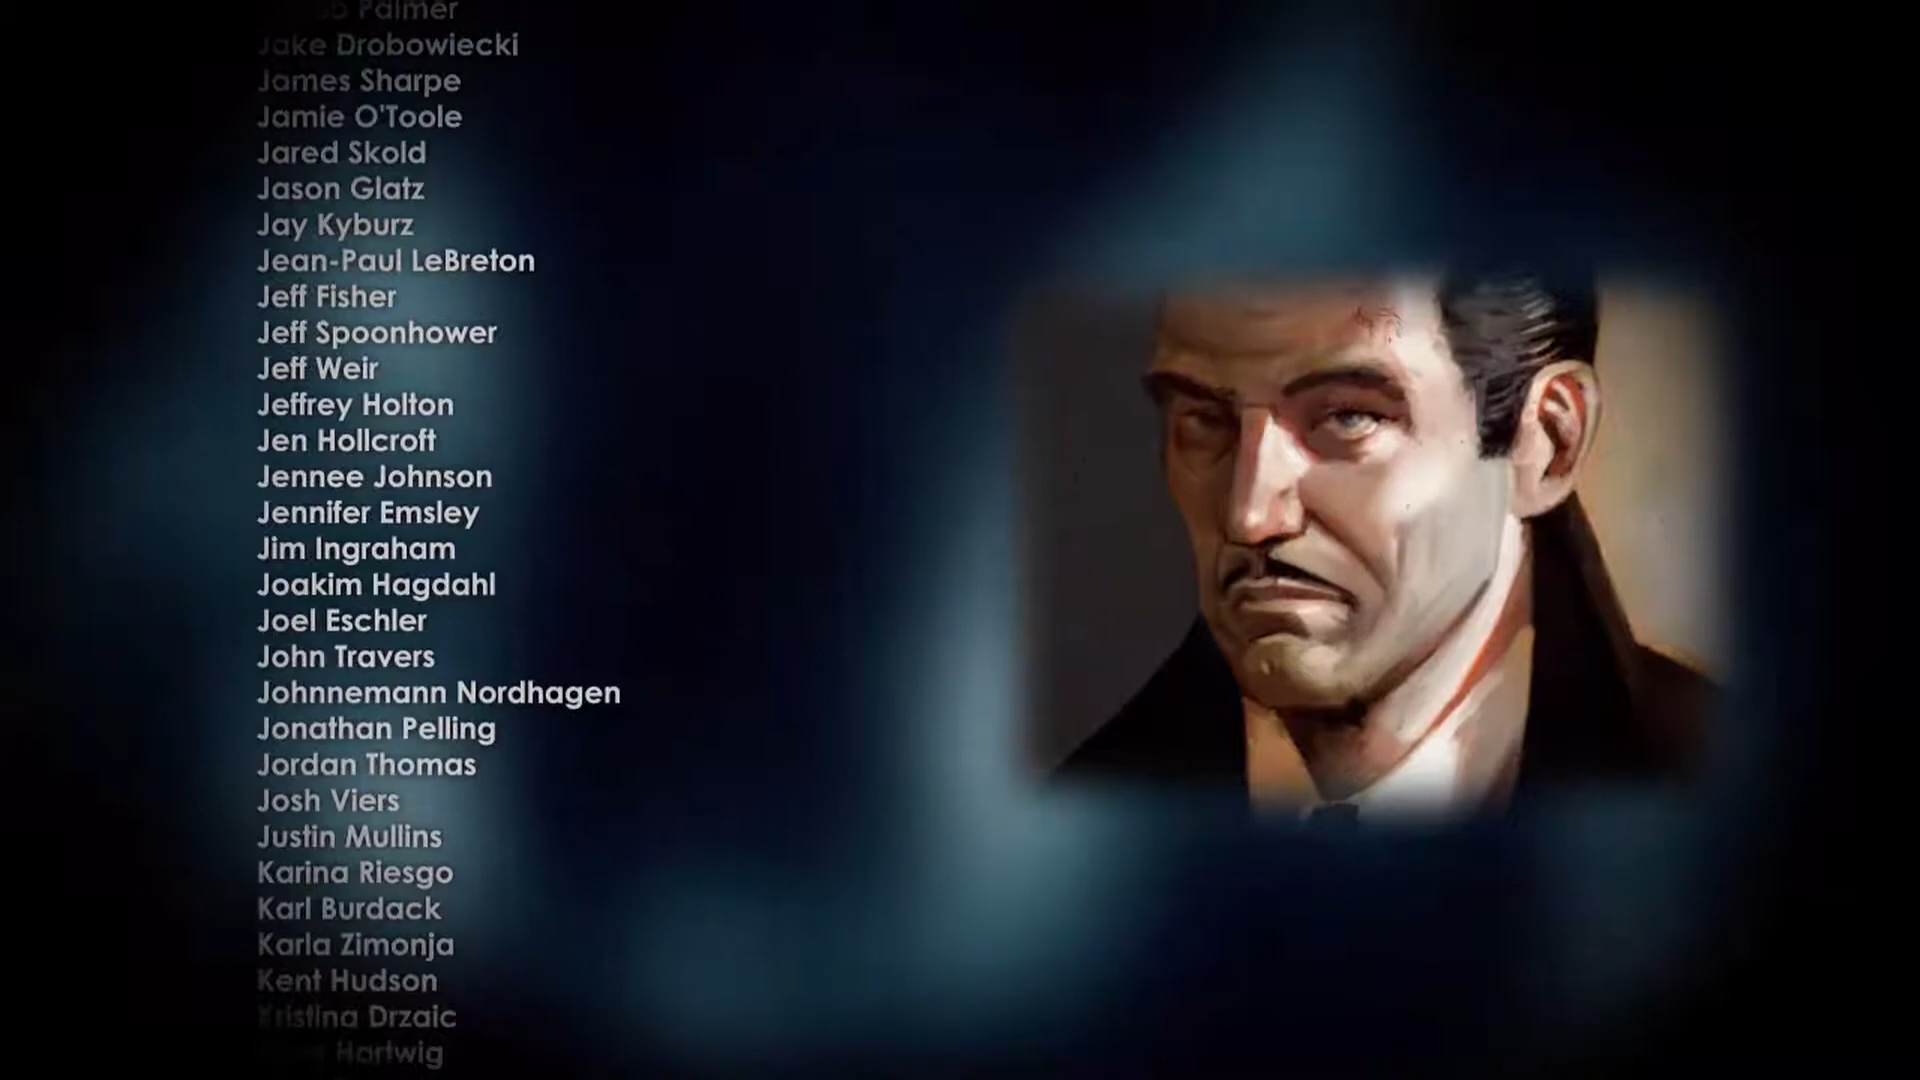 Palmer
Jake Drobowiecki
James Sharpe
Jamie O'Toole
Jared Skold
Jason Glatz
Jay Kyburz
Jean-Paul LeBreton
Jeff Fisher
Jeff Spoonhower
Jeff Weir
Jeffrey Holton
Jen Hollcroft
Jennee Johnson
Jennifer Emsley
Jim Ingraham
Joakim Hagdahl
Joel Eschler
John Travers
Johnnemann Nordhagen
Jonathan Pelling
Jordan Thomas
Josh Viers
Justin Mullins
Karina Riesgo
Karl Burdack
Karla Zimonja
Kent Hudson
Kristina Drzaic
Hartwig